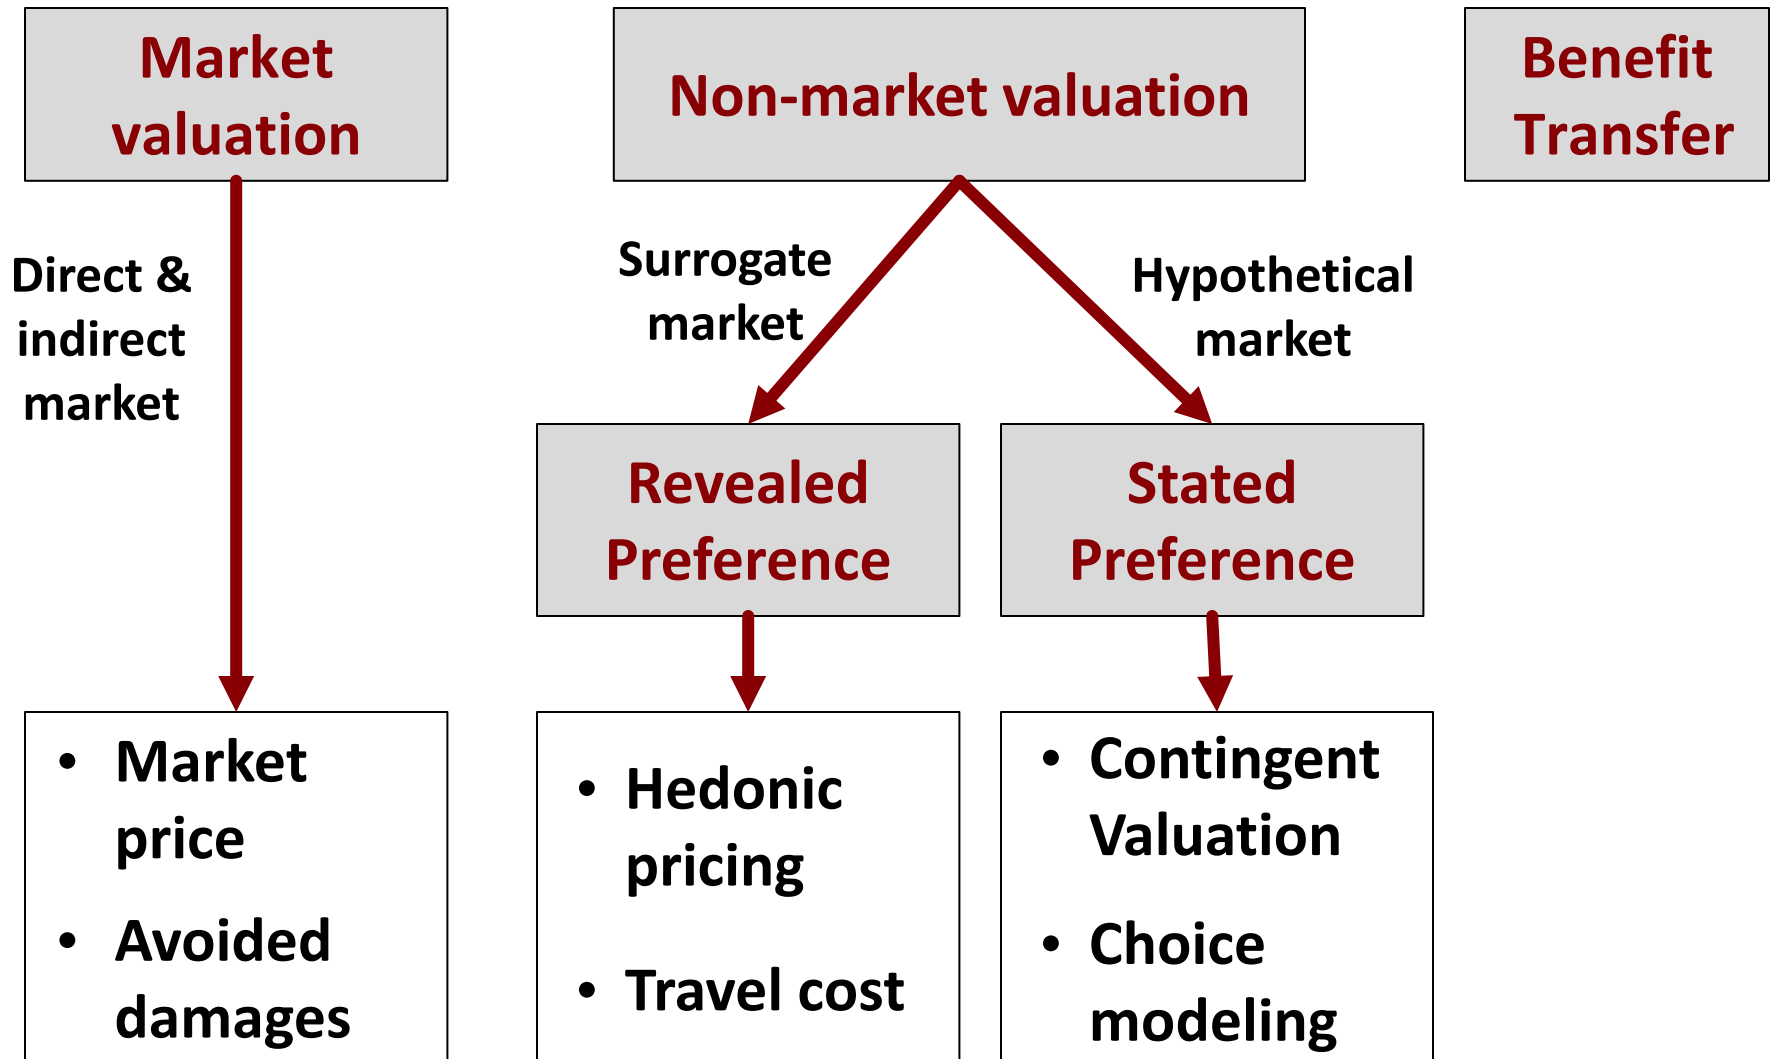 Market
valuation
Non-market valuation
Benefit
Transfer
Direct &
indirect
market
Surrogate
market
Hypothetical
market
Revealed
Preference
Stated
Preference
• Market
price
• Avoided
damages
• Hedonic
pricing
• Travel cost
• Contingent
Valuation
• Choice
modeling